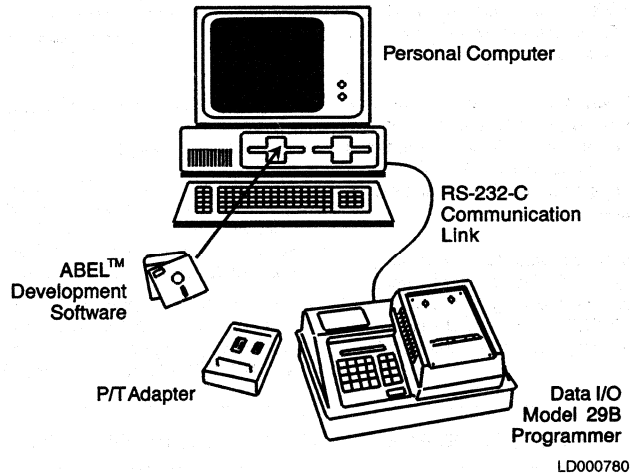 Personal Computer
RS-232-C
Communication
Link
ABEL™
Development
Software
P/T Adapter
Data I/O
Model 29B
Programmer
LD000780